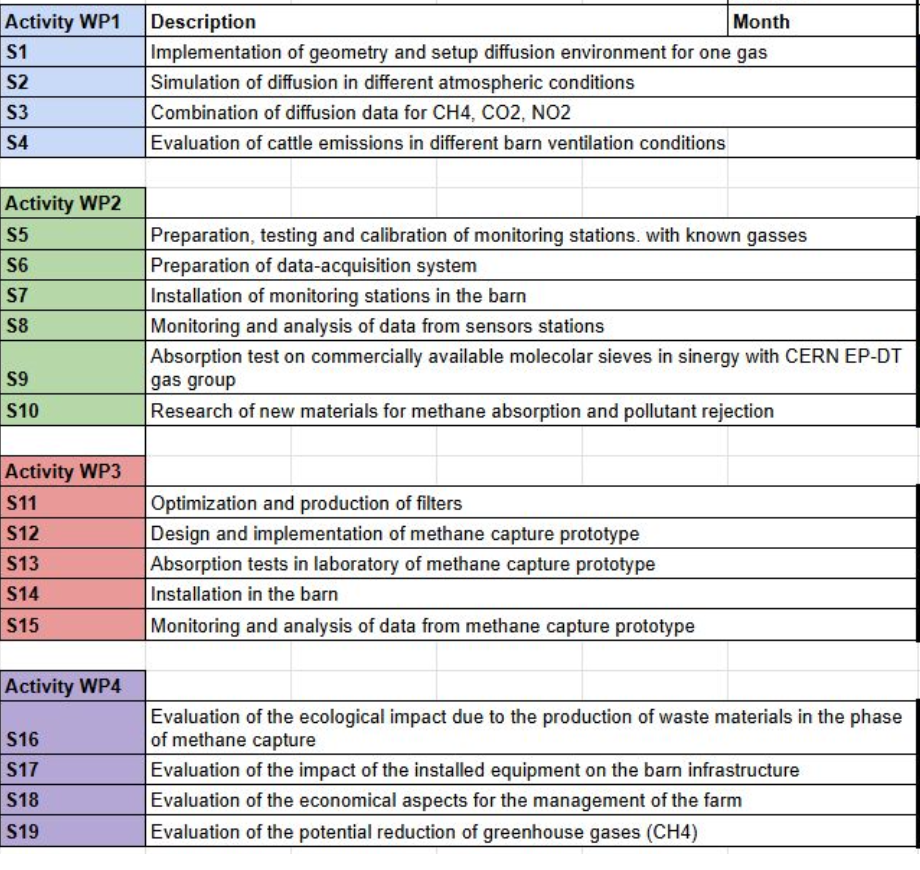 Activity WP1 Description Month
S1 Implementation of geometry and setup diffusion environment for one gas
S2 Simulation of diffusion in different atmospheric conditions
S3 Combination of diffusion data for CH4, CO2, NO2
S4 Evaluation of cattle emissions in different barn ventilation conditions
Activity WP2
S5 Preparation, testing and calibration of monitoring stations. with known gasses
S6 Preparation of data-acquisition system
S7 Installation of monitoring stations in the barn
S8 Monitoring and analysis of data from sensors stations
Absorption test on commercially available molecolar sieves in sinergy with CERN EP-DT
S9 gas group
S10 Research of new materials for methane absorption and pollutant rejection
Activity WP3
S11 Optimization and production of filters
S12 Design and implementation of methane capture prototype
S13 Absorption tests in laboratory of methane capture prototype
S14 Installation in the barn
S15 Monitoring and analysis of data from methane capture prototype
Activity WP4
Evaluation of the ecological impact due to the production of waste materials in the phase
S16 of methane capture
S17 Evaluation of the impact of the installed equipment on the barn infrastructure
S18 Evaluation of the economical aspects for the management of the farm
S19 Evaluation of the potential reduction of greenhouse gases (CH4)